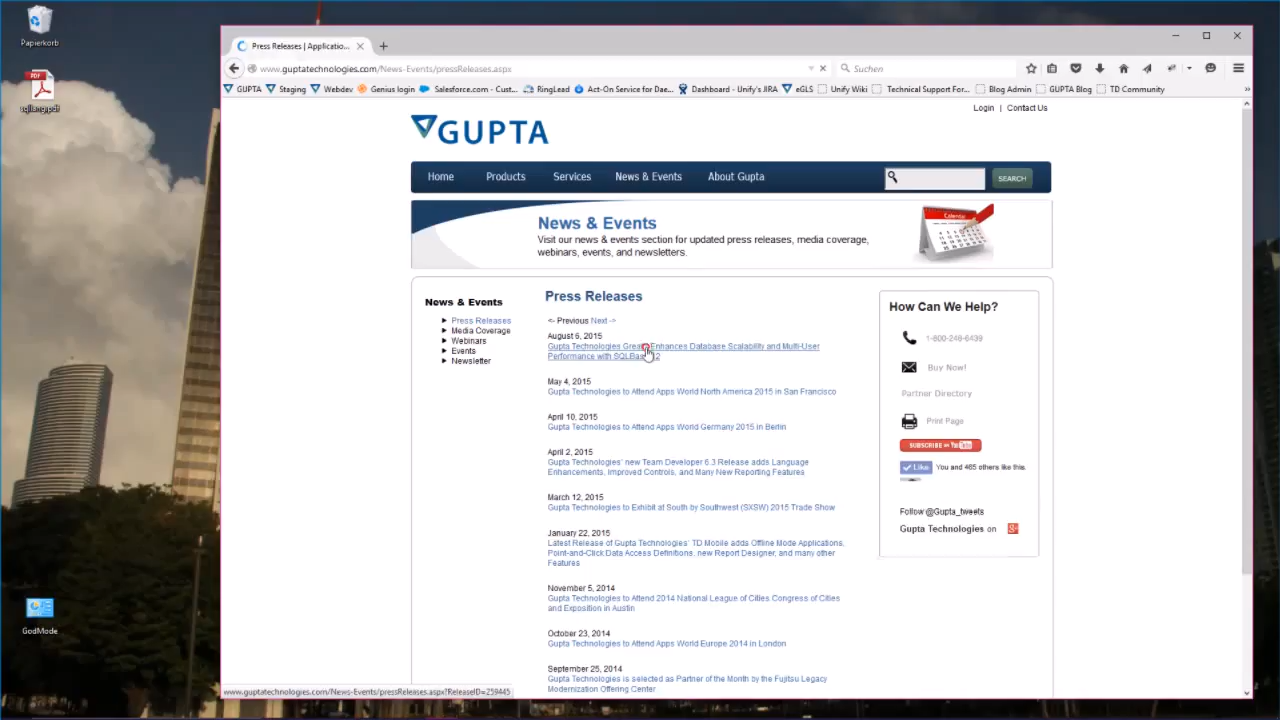 Papierkorb
PDF
sqllang.pdf
GodMode
Press Releases | Applicatio...
www.guptatechnologies.com/News-Events/pressReleases.aspx
Suchen
GUPTA
Staging
Webdev
Genius login
Salesforce.com - Cust...
RingLead
Act-On Service for Dae...
Dashboard - Unify's JIRA
eGLS
Unify Wiki
Technical Support For...
Blog Admin
GUPTA Blog
TD Community
Login | Contact Us
GUPTA
Home
Products
Services
News & Events
About Gupta
SEARCH
News & Events
Visit our news & events section for updated press releases, media coverage,
webinars, events, and newsletters.
Calendar
News & Events
Press Releases
Media Coverage
Webinars
Events
Newsletter
Press Releases
<- Previous Next ->
August 6, 2015
Gupta Technologies Enhances Database Scalability and Multi-User
Performance with
May 4, 2015
Gupta Technologies to Attend Apps World North America 2015 in San Francisco
April 10, 2015
Gupta Technologies to Attend Apps World Germany 2015 in Berlin
April 2, 2015
Gupta Technologies' new Team Developer 6.3 Release adds Language
Enhancements, Improved Controls, and Many New Reporting Features
March 12, 2015
Gupta Technologies to Exhibit at South by Southwest (SXSW) 2015 Trade Show
January 22, 2015
Latest Release of Gupta Technologies' TD Mobile adds Offline Mode Applications,
Point-and-Click Data Access Definitions, new Report Designer, and many other
Features
November 5, 2014
Gupta Technologies to Attend 2014 National League of Cities Congress of Cities
and Exposition in Austin
October 23, 2014
Gupta Technologies to Attend Apps World Europe 2014 in London
September 25, 2014
Gupta Technologies is selected as Partner of the Month by the Fujitsu Legacy
Modernization Offering Center
How Can We Help?
1-800-248-6439
Buy Now!
Partner Directory
Print Page
SUBSCRIBE on You
Like You and 465 others like this.
Follow @Gupta_tweets
Gupta Technologies on
www.guptatechnologies.com/News-Events/pressReleases.aspx?ReleaseID=259445